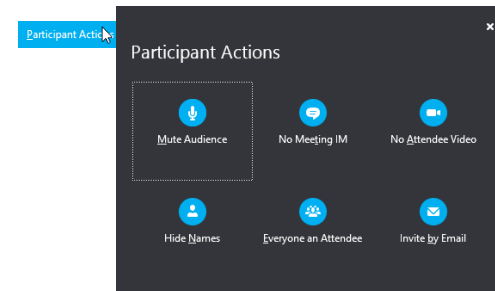 Participant Actions
Participant Actions
Mute Audience
No Meeting IM
No Attendee Video
Hide Names
Everyone an Attendee
Invite by Email